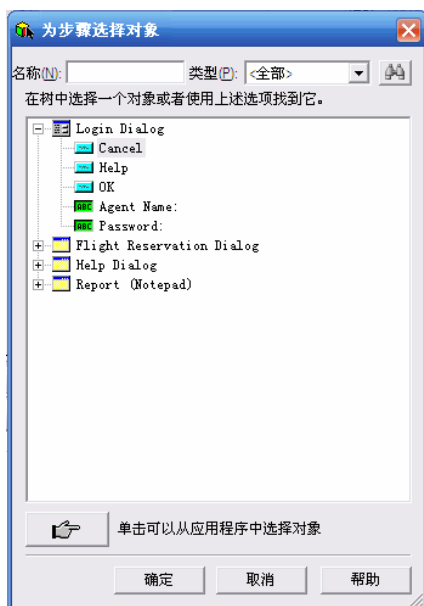 为步骤选择对象
名称(N): 类型(P): <全部>
在树中选择一个对象或者使用上述选项找到它。
Login Dialog
Cancel
Help
OK
ABC Agent Name:
ABC Password:
Flight Reservation Dialog
Help Dialog
Report (Notepad)
单击可以从应用程序中选择对象
确定 取消 帮助